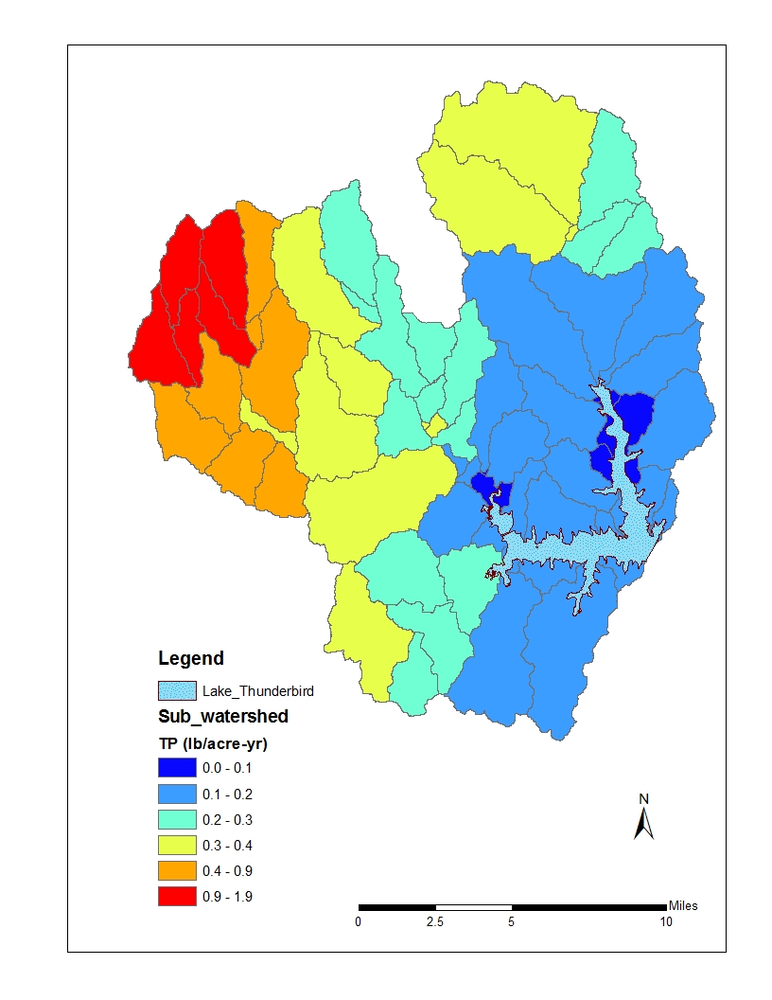 Legend
Lake_Thunderbird
Sub_watershed
TP (lb/acre-yr)
0.0 - 0.1
0.1 - 0.2
0.2 - 0.3
0.3 - 0.4
0.4 - 0.9
0.9 - 1.9
N
Miles
0 2.5 5 10